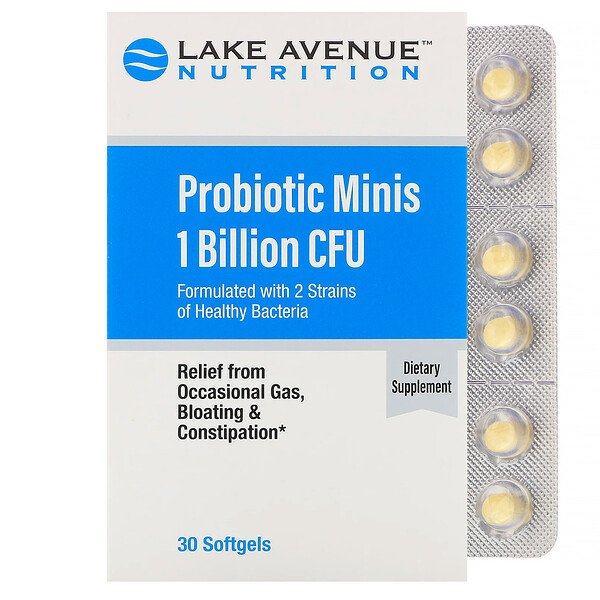 LAKE AVENUE™
NUTRITION
Probiotic Minis
1 Billion CFU
Formulated with 2 Strains
of Healthy Bacteria
Relief from
Occasional Gas,
Bloating &
Constipation*
Dietary
Supplement
30 Softgels